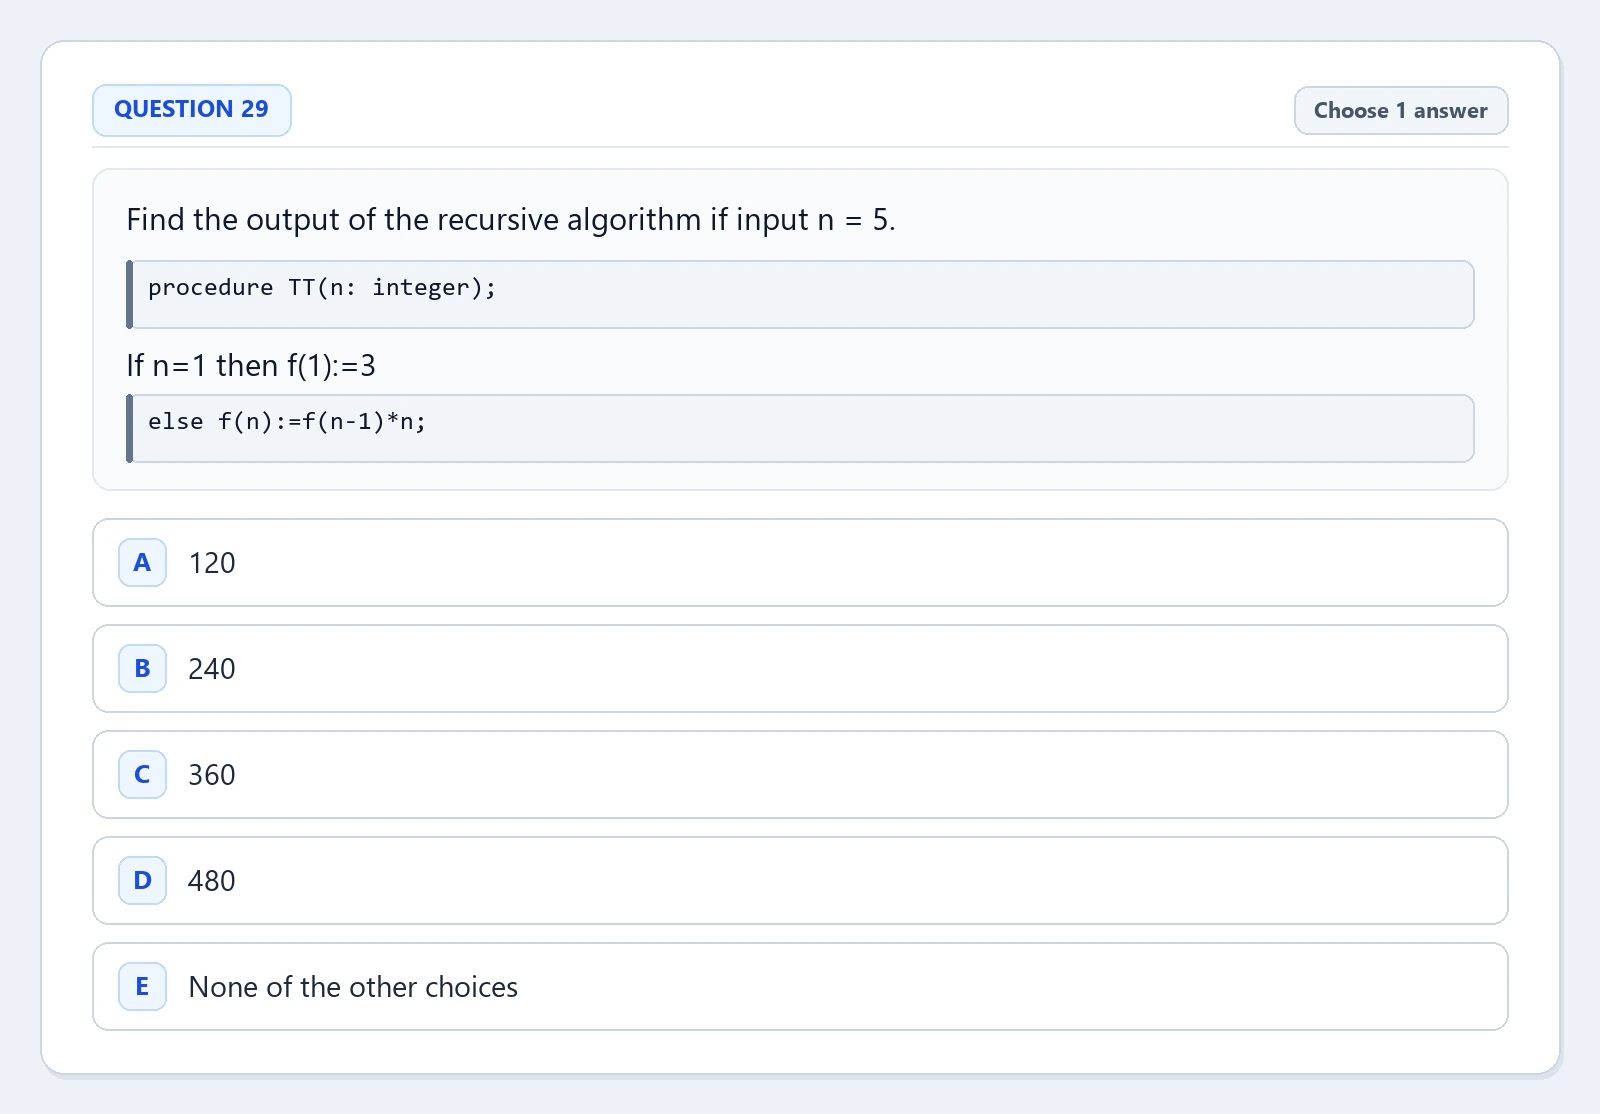 QUESTION 29
Choose 1 answer
Find the output of the recursive algorithm if input n = 5.
procedure TT(n: integer);
If n=1 then f(1):=3
else f(n):=f(n-1)*n;
A 120
B 240
C 360
D 480
E None of the other choices